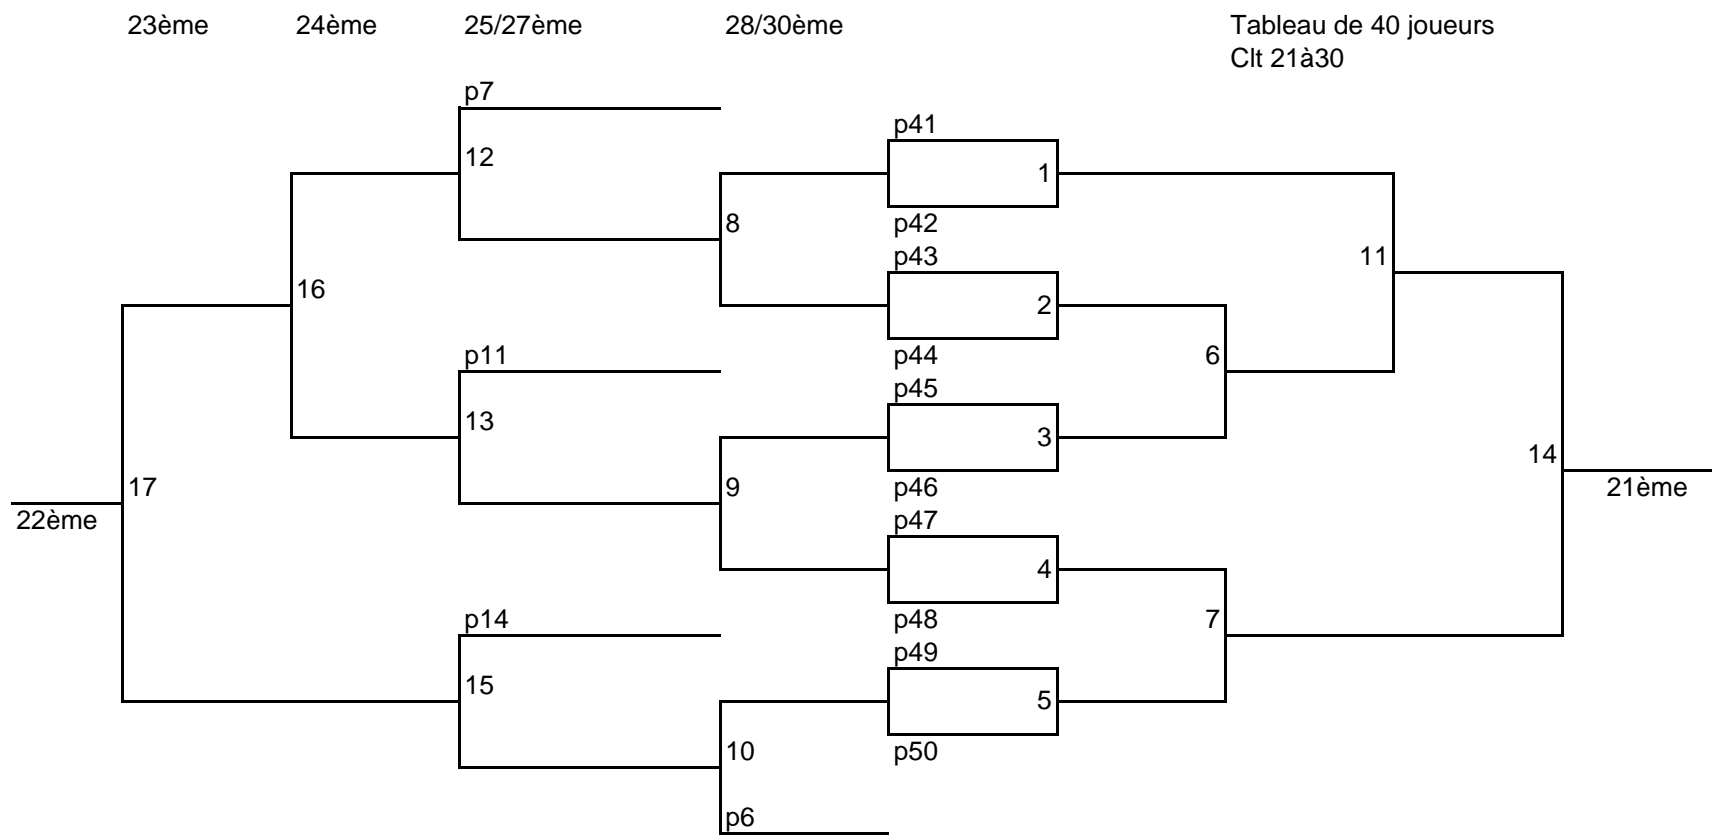 23ème 24ème 25/27ème 28/30ème Tableau de 40 joueurs
Clt 21à30
p7
p41
12
1
8
p42
p43
11
16
2
p11
p44
6
p45
13
3
14
17
9
p46
21ème
22ème
p47
4
p14
p48
7
p49
15
5
10
p50
p6